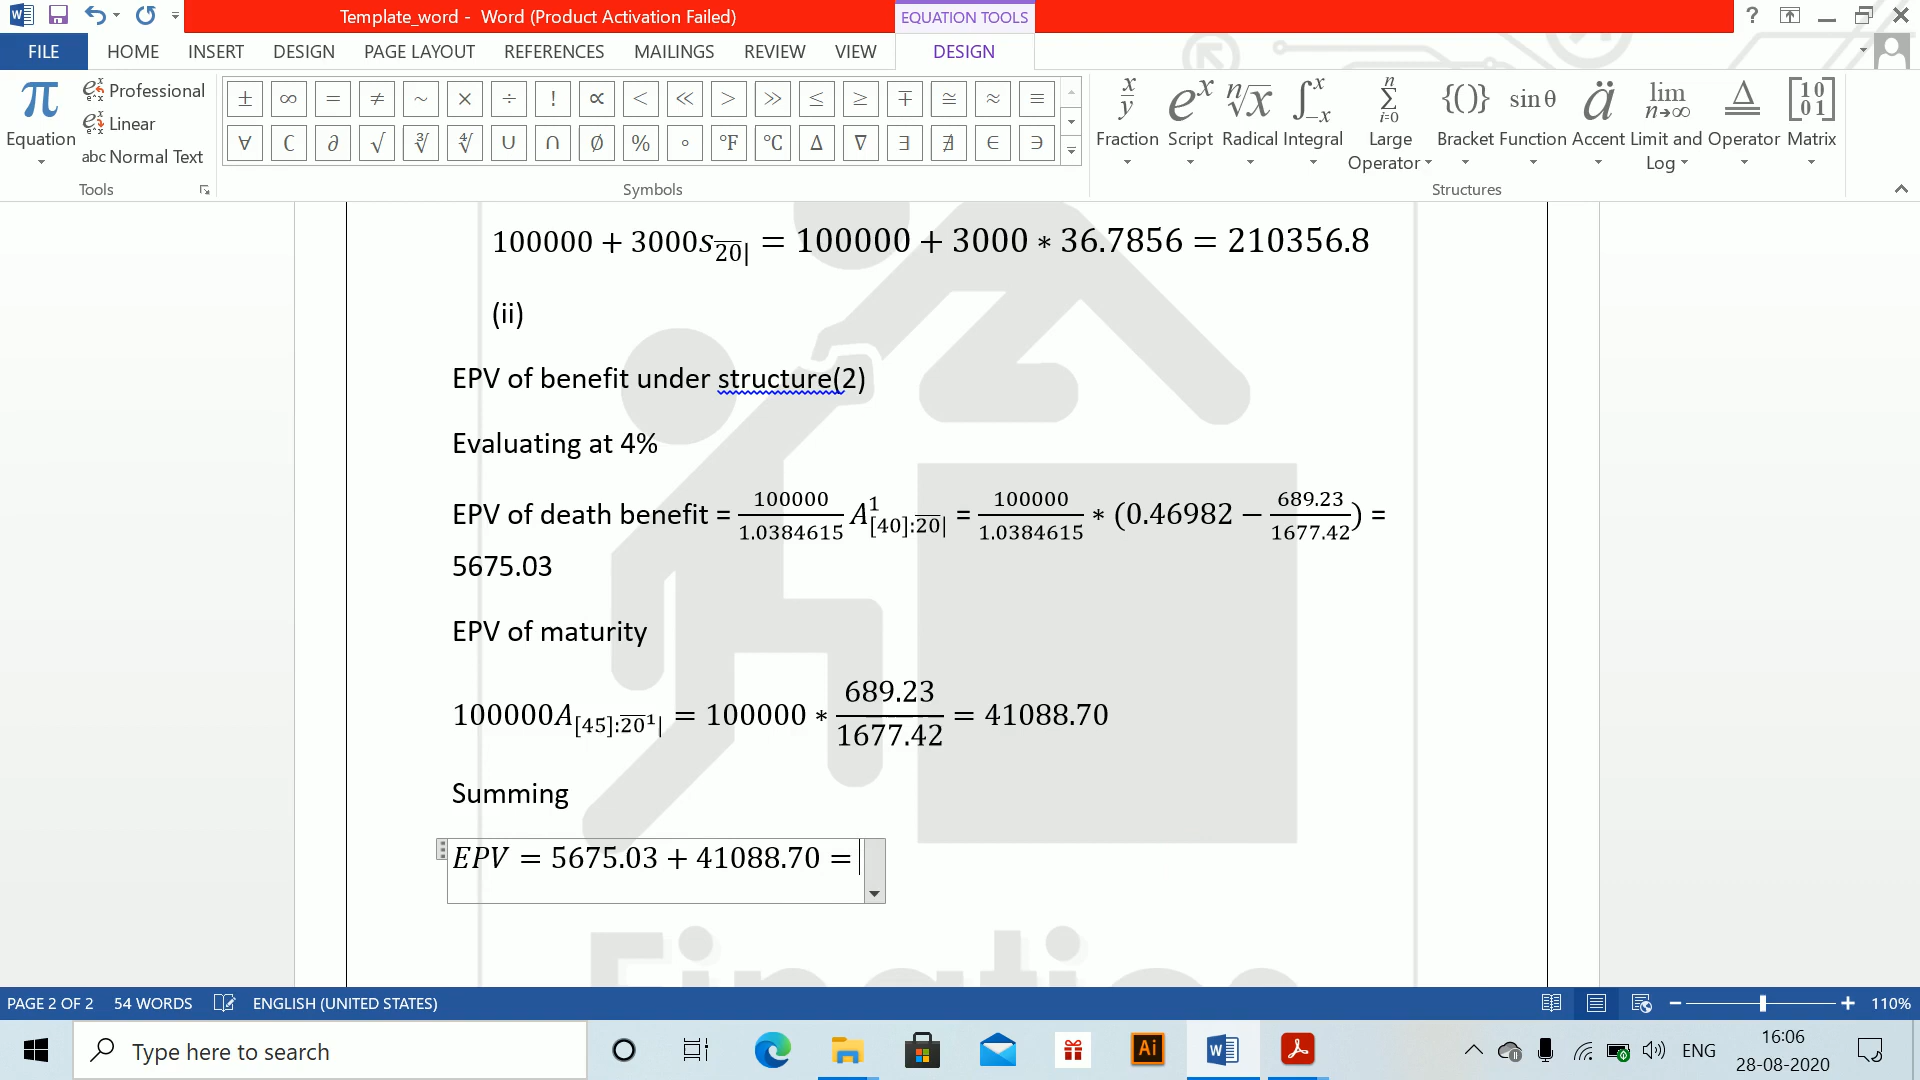 Template_word - Word (Product Activation Failed)
EQUATION TOOLS
?
FILE HOME INSERT DESIGN PAGE LAYOUT REFERENCES MAILINGS REVIEW VIEW DESIGN
π Equation
Professional
Linear
abc Normal Text
Tools
± ∞ = ≠ ~ × ÷ ! ∝ < ≪ > ≫ ≤ ≥ ∓ ≅ ≈ ≡
∀ ∁ ∂ √ ∛ ∜ ∪ ∩ ∅ % ° °F °C ∆ ∇ ∃ ∄ ∈ ∋
Symbols
Fraction Script Radical Integral Large Operator Bracket Function Accent Limit and Log Operator Matrix
Structures
100000 + 3000s_20| = 100000 + 3000 ∗ 36.7856 = 210356.8
(ii)
EPV of benefit under structure(2)
Evaluating at 4%
EPV of death benefit = 100000/1.0384615 A^1_[40]:20| = 100000/1.0384615 ∗ (0.46982 − 689.23/1677.42) =
5675.03
EPV of maturity
100000A_[45]:20^1| = 100000 ∗ 689.23/1677.42 = 41088.70
Summing
EPV = 5675.03 + 41088.70 =
PAGE 2 OF 2 54 WORDS ENGLISH (UNITED STATES) 110%
Type here to search
Ai
ENG
16:06
28-08-2020